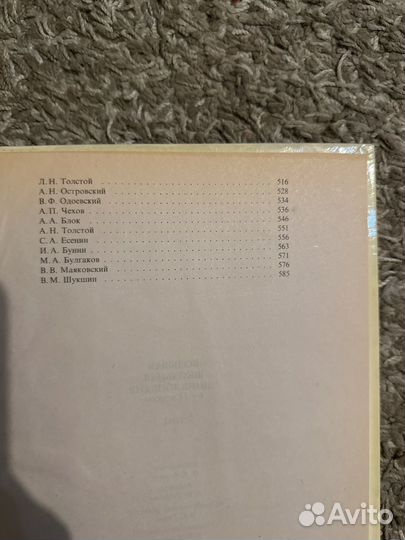 Л. Н. Толстой . . . . . . . . . . . . . . . . . . . . 516
А. Н. Островский . . . . . . . . . . . . . . . . . . . . 528
В. Ф. Одоевский . . . . . . . . . . . . . . . . . . . . 534
А. П. Чехов . . . . . . . . . . . . . . . . . . . . 536
А. А. Блок . . . . . . . . . . . . . . . . . . . . 546
А. Н. Толстой . . . . . . . . . . . . . . . . . . . . 551
С. А. Есенин . . . . . . . . . . . . . . . . . . . . 556
И. А. Бунин . . . . . . . . . . . . . . . . . . . . 563
М. А. Булгаков . . . . . . . . . . . . . . . . . . . . 571
В. В. Маяковский . . . . . . . . . . . . . . . . . . . . 576
В. М. Шукшин . . . . . . . . . . . . . . . . . . . . 585
Avito